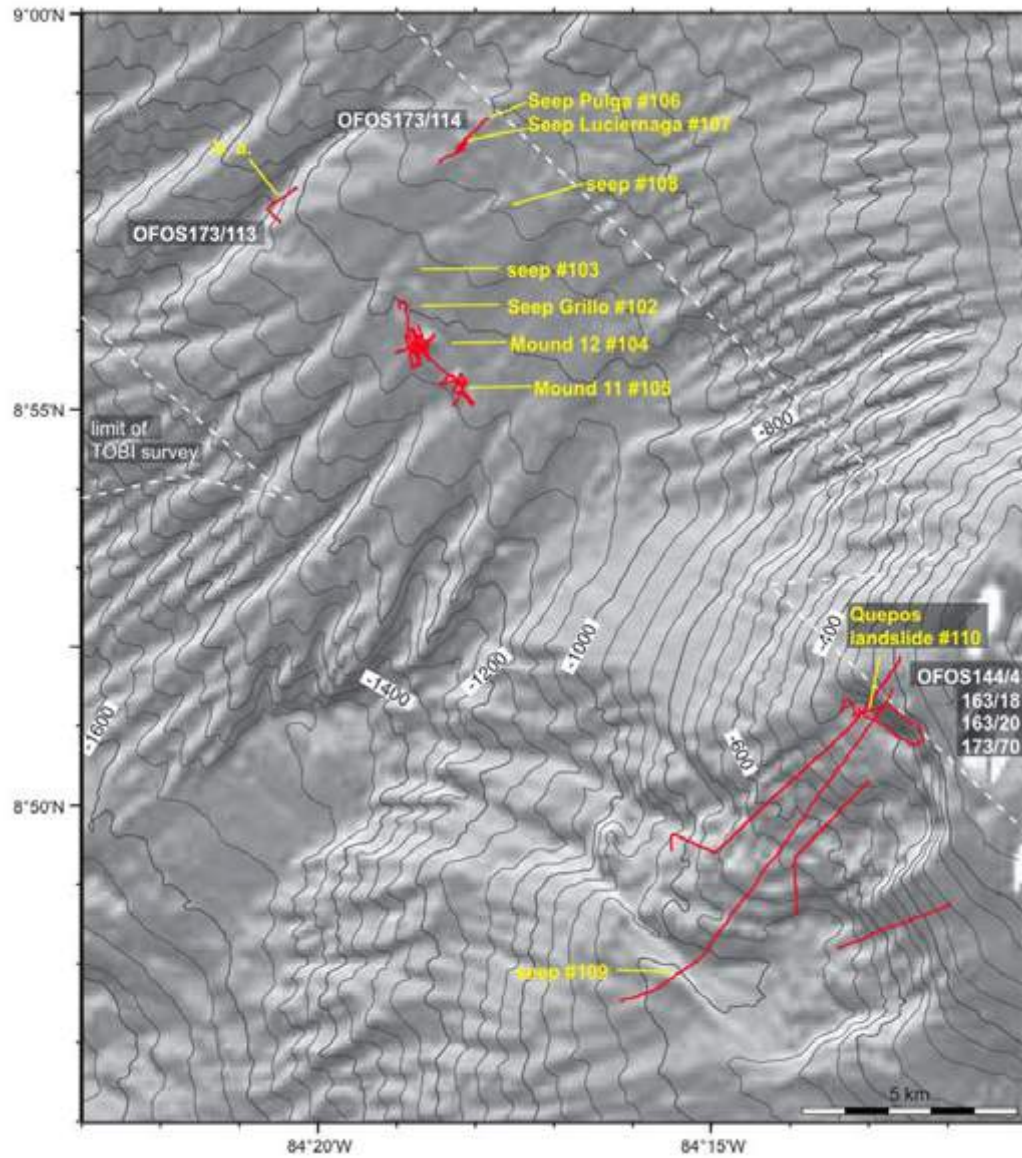 9°00'N
Seep Pulga #106
OFOS173/114
Seep Luciernaga #107
seep #108
OFOS173/113
seep #103
Seep Grillo #102
Mound 12 #104
Mound 11 #105
8°55'N
-800
limit of
TOBI survey
Quepos
landslide #110
-400
-1000
-1200
-1400
OFOS144/4
163/18
163/20
173/70
-1600
-600
8°50'N
seep #109
5 km
84°20'W
84°15'W